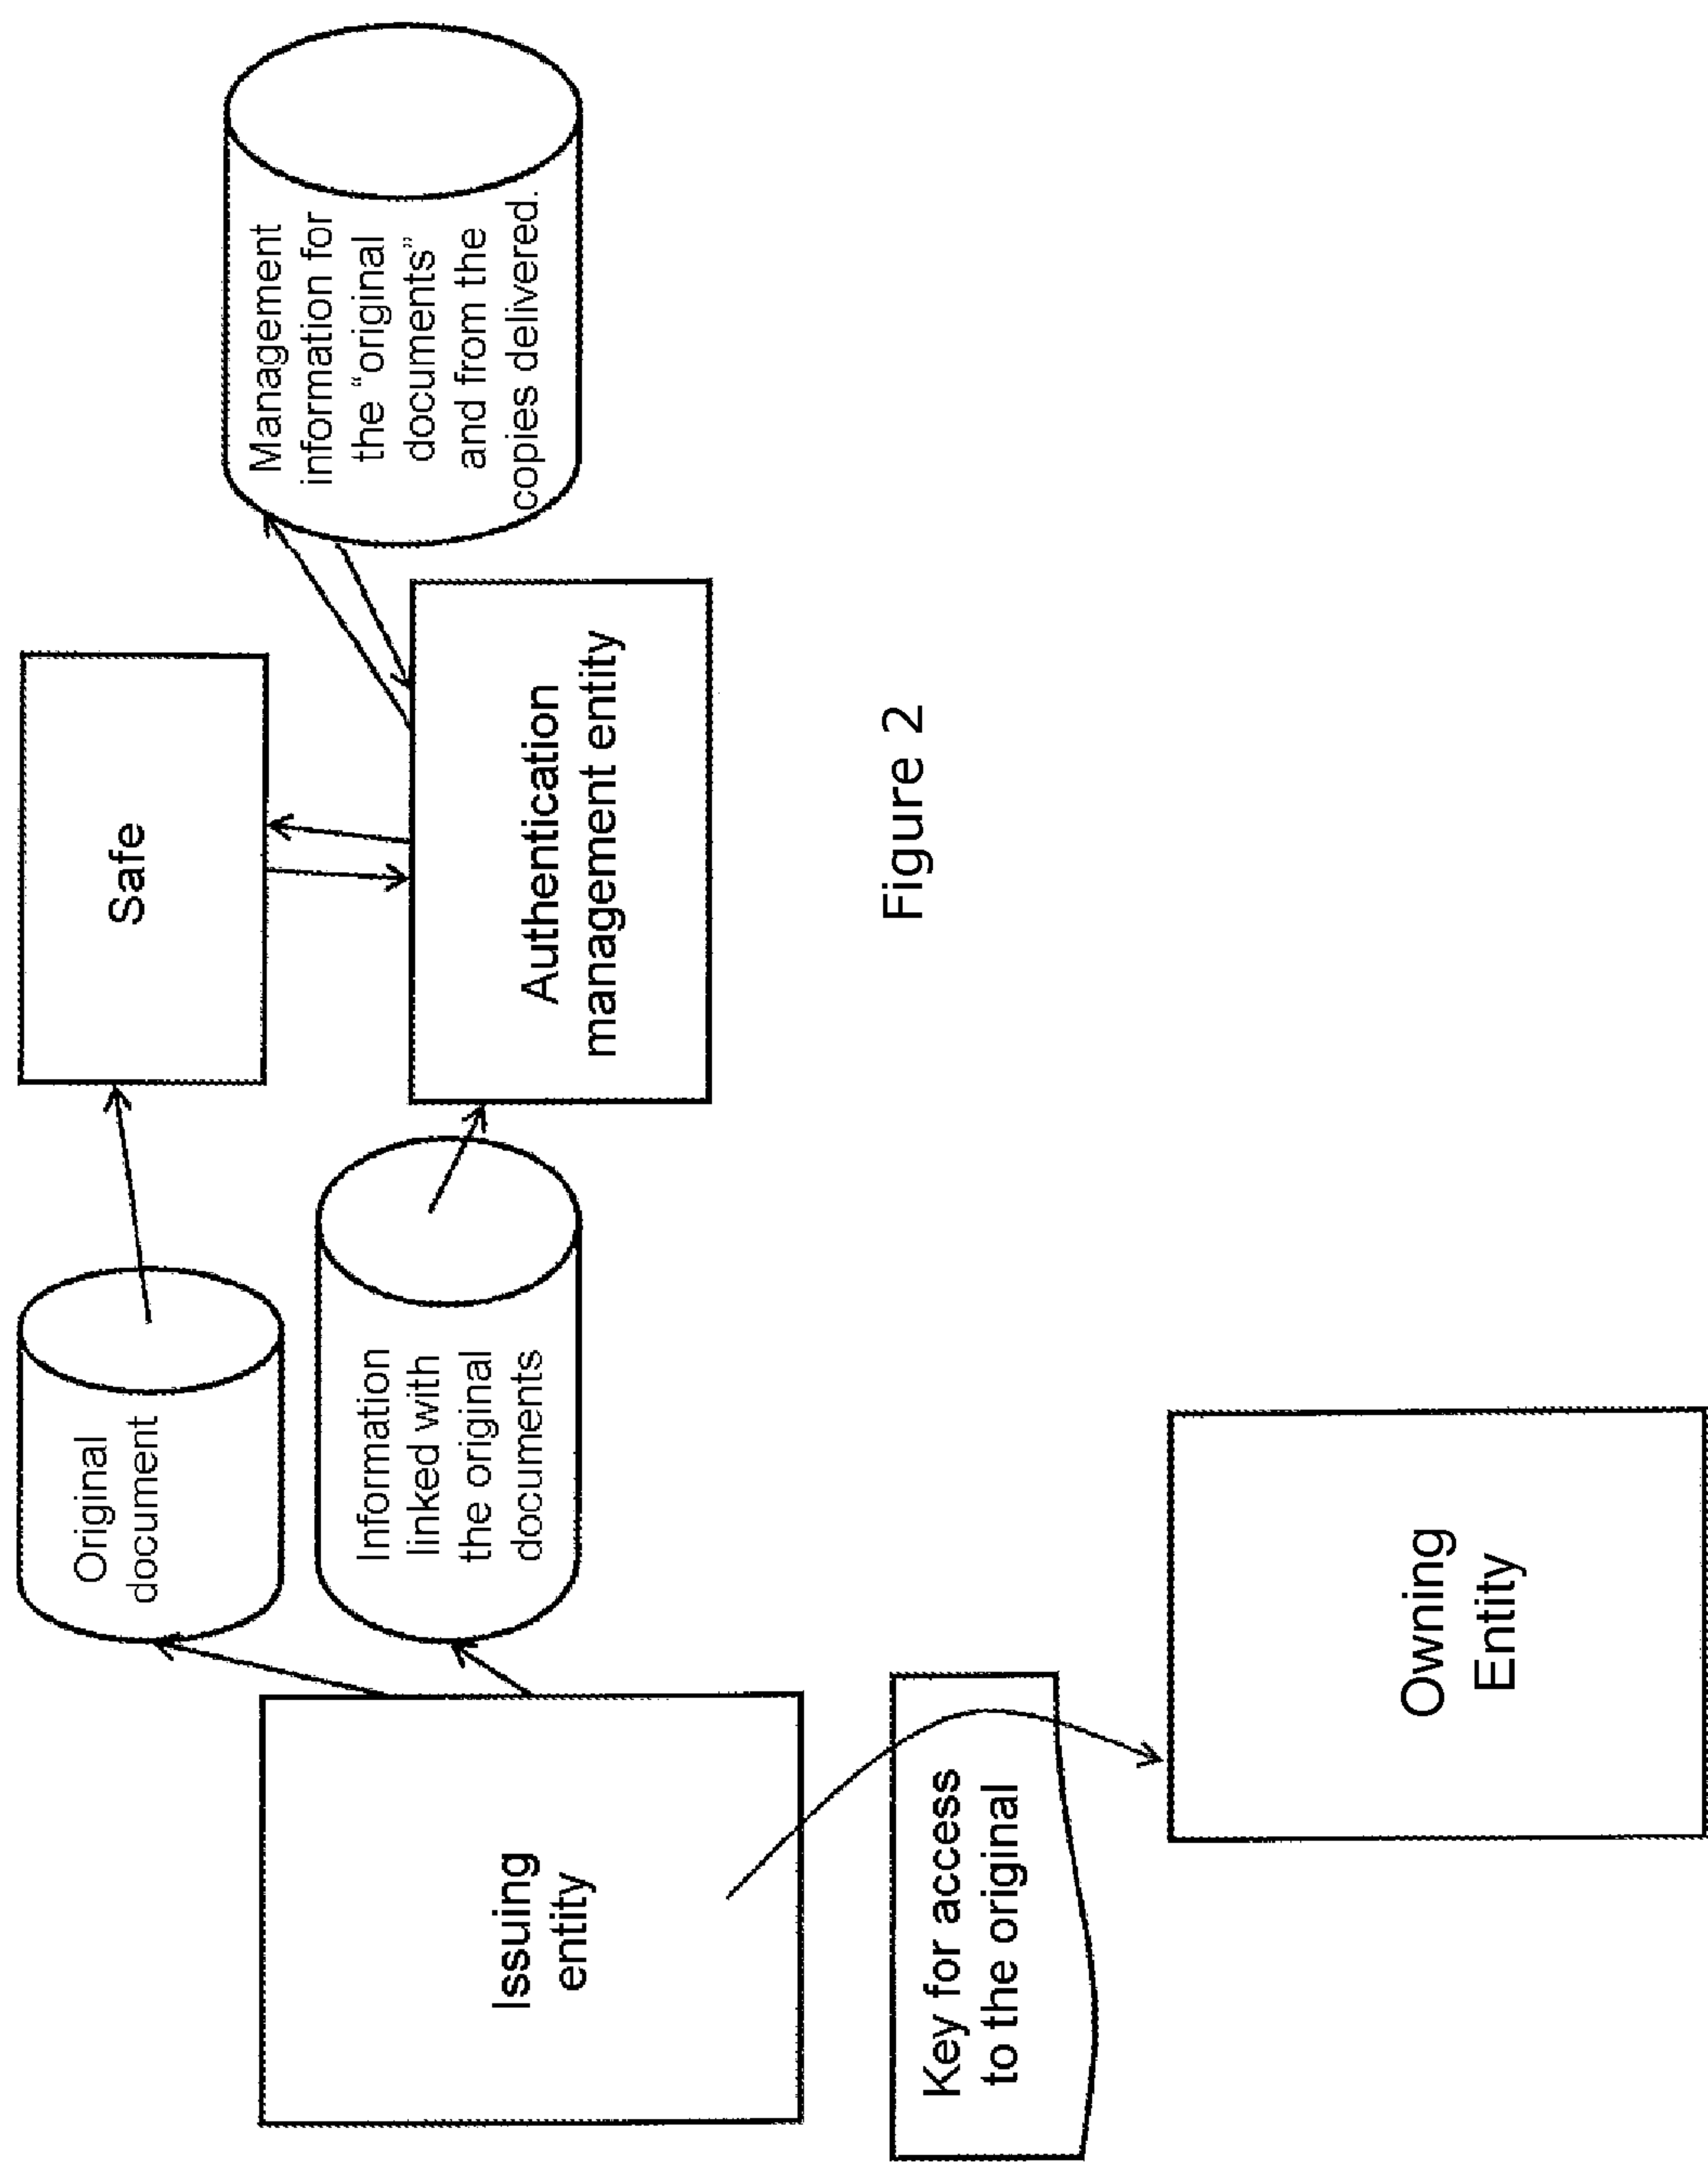 Original
document
Safe
Management
information for
the “original
documents”
and from the
copies delivered.
Information
linked with
the original
documents
Authentication
management entity
Issuing
entity
Key for access
to the original
Owning
Entity
Figure 2